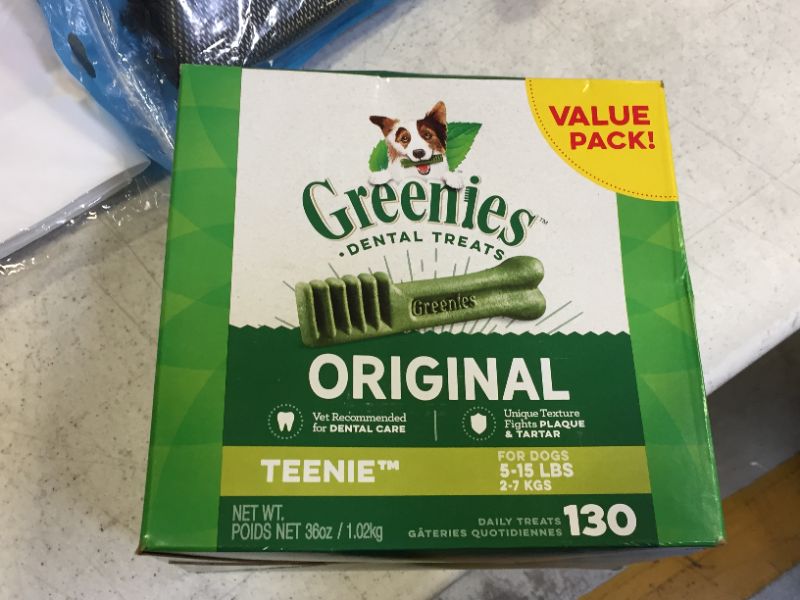 VALUE
PACK!
Greenies™
·DENTAL TREATS
Greenies
ORIGINAL
Vet Recommended
for DENTAL CARE
Unique Texture
Fights PLAQUE
& TARTAR
TEENIE™
FOR DOGS
5-15 LBS
2-7 KGS
NET WT.
POIDS NET 36oz / 1.02kg
DAILY TREATS
GÂTERIES QUOTIDIENNES
130